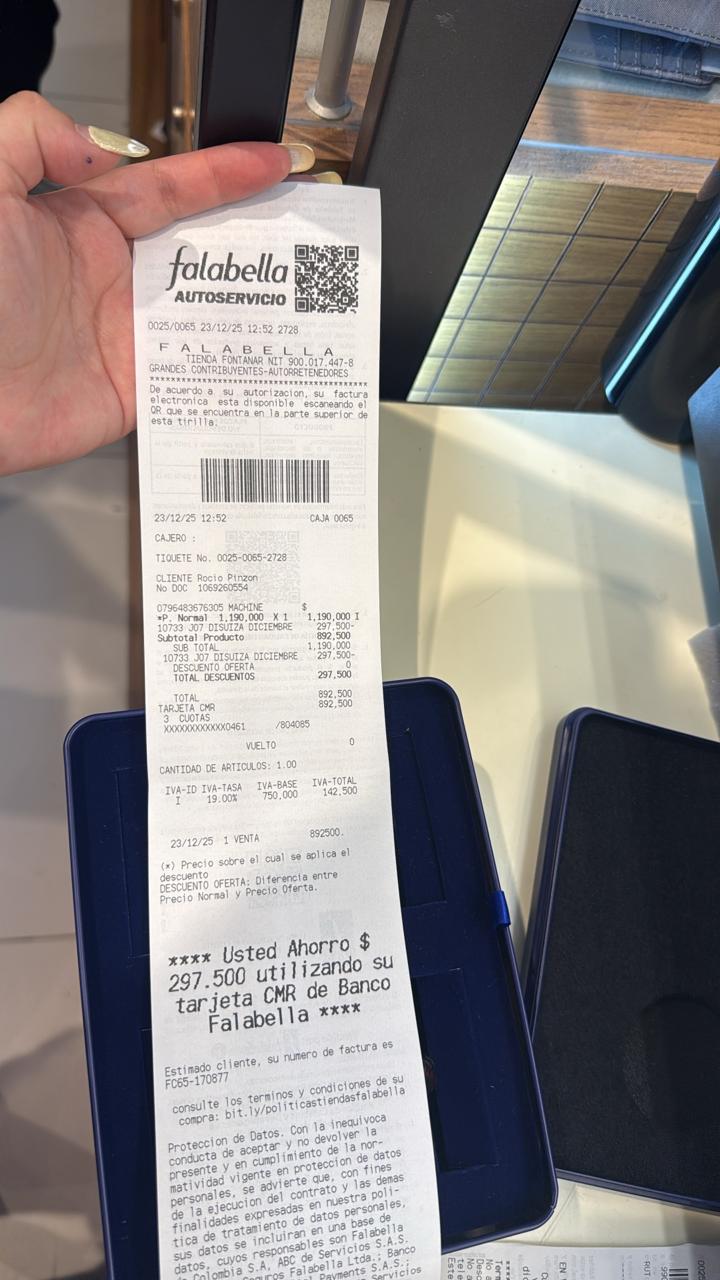 falabella
AUTOSERVICIO
0025/0065 23/12/25 12:52 2728
F A L A B E L L A
TIENDA FONTANAR NIT 900.017.447-8
GRANDES CONTRIBUYENTES-AUTORRETENEDORES
****************************************
De acuerdo a su autorizacion, su factura
electronica esta disponible escaneando el
QR que se encuentra en la parte superior de
esta tirilla:
23/12/25 12:52 CAJA 0065
CAJERO :
TIQUETE No. 0025-0065-2728
CLIENTE Rocio Pinzon
No DOC 1069260554
0796483676305 MACHINE $
*P. Normal 1,190,000 X 1 1,190,000 I
10733 J07 DISUIZA DICIEMBRE 297,500-
Subtotal Producto 892,500
SUB TOTAL 1,190,000
10733 J07 DISUIZA DICIEMBRE 297,500-
DESCUENTO OFERTA 0
TOTAL DESCUENTOS 297,500
TOTAL 892,500
TARJETA CMR 892,500
3 CUOTAS
XXXXXXXXXXXX0461 /804085
VUELTO 0
CANTIDAD DE ARTICULOS: 1.00
IVA-ID IVA-TASA IVA-BASE IVA-TOTAL
I 19.00% 750,000 142,500
23/12/25 1 VENTA 892500.
(*) Precio sobre el cual se aplica el
descuento
DESCUENTO OFERTA: Diferencia entre
Precio Normal y Precio Oferta.
**** Usted Ahorro $
297.500 utilizando su
tarjeta CMR de Banco
Falabella ****
Estimado cliente, su numero de factura es
FC65-170877
consulte los terminos y condiciones de su
compra: bit.ly/politicastiendasfalabella
Proteccion de Datos. Con la inequivoca
conducta de aceptar y no devolver la
presente y en cumplimiento de la nor-
matividad vigente en proteccion de datos
personales, se advierte que, con fines
de la ejecucion del contrato y las demas
finalidades expresadas en nuestra poli-
tica de tratamiento de datos personales,
sus datos se incluiran en una base de
datos, cuyos responsables son Falabella
de Colombia S.A, ABC de Servicios S.A.S.
Seguros Falabella Ltda.; Banco
Payments S.A.S.;
Servicios